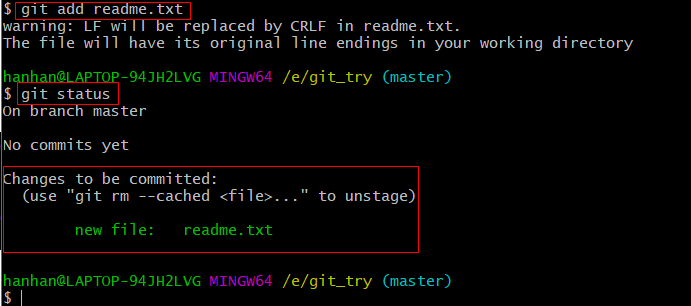 $ git add readme.txt
warning: LF will be replaced by CRLF in readme.txt.
The file will have its original line endings in your working directory
hanhan@LAPTOP-94JH2LVG MINGW64 /e/git_try (master)
$ git status
On branch master
No commits yet
Changes to be committed:
(use "git rm --cached <file>..." to unstage)
new file: readme.txt
hanhan@LAPTOP-94JH2LVG MINGW64 /e/git_try (master)
$